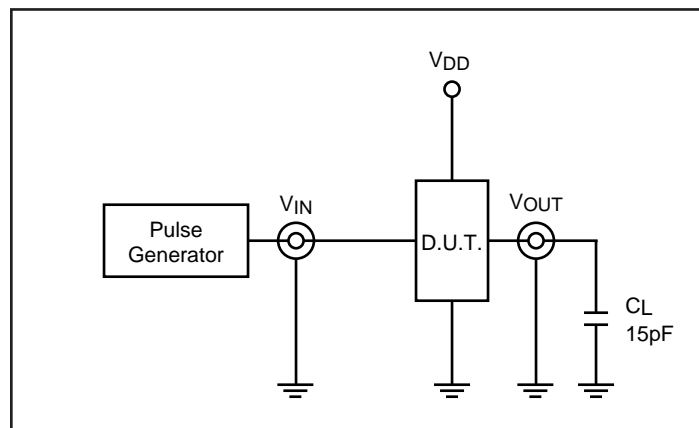 VDD
VIN
VOUT
Pulse
Generator
D.U.T.
CL
15pF